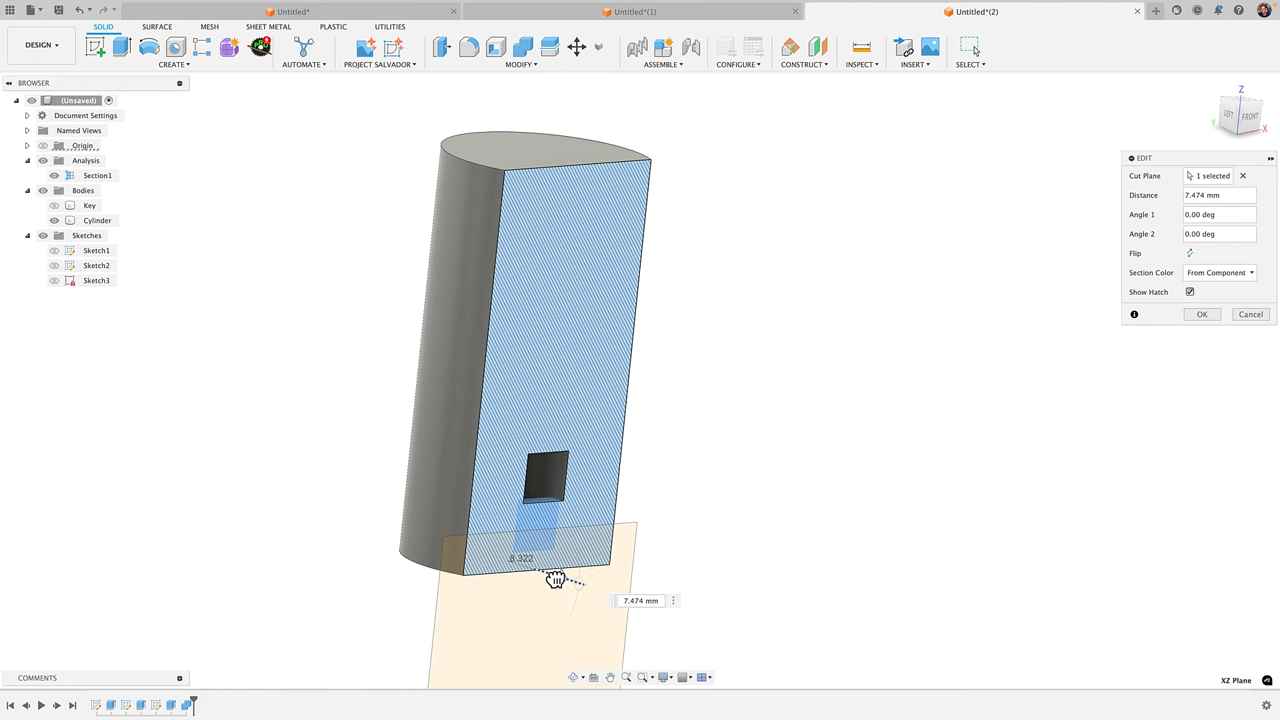 Untitled* Untitled*(1) Untitled*(2)
SOLID SURFACE MESH SHEET METAL PLASTIC UTILITIES
DESIGN
CREATE AUTOMATE PROJECT SALVADOR MODIFY ASSEMBLE CONFIGURE CONSTRUCT INSPECT INSERT SELECT
BROWSER
(Unsaved)
Document Settings
Named Views
Origin
Analysis
Section1
Bodies
Key
Cylinder
Sketches
Sketch1
Sketch2
Sketch3
EDIT
Cut Plane 1 selected
Distance 7.474 mm
Angle 1 0.00 deg
Angle 2 0.00 deg
Flip
Section Color From Component
Show Hatch
OK Cancel
Z
LEFT FRONT
Y X
8.322
7.474 mm
COMMENTS
XZ Plane